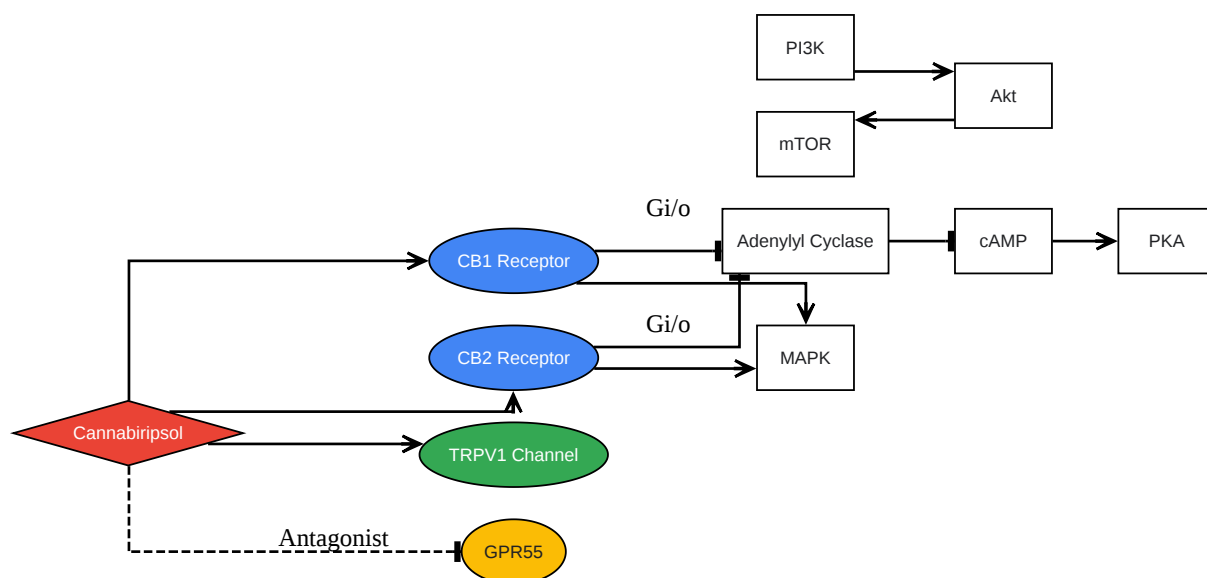 PI3K
Akt
mTOR
Gi/o
Adenylyl Cyclase
cAMP
PKA
CB1 Receptor
Gi/o
CB2 Receptor
MAPK
Cannabiripsol
TRPV1 Channel
Antagonist
GPR55